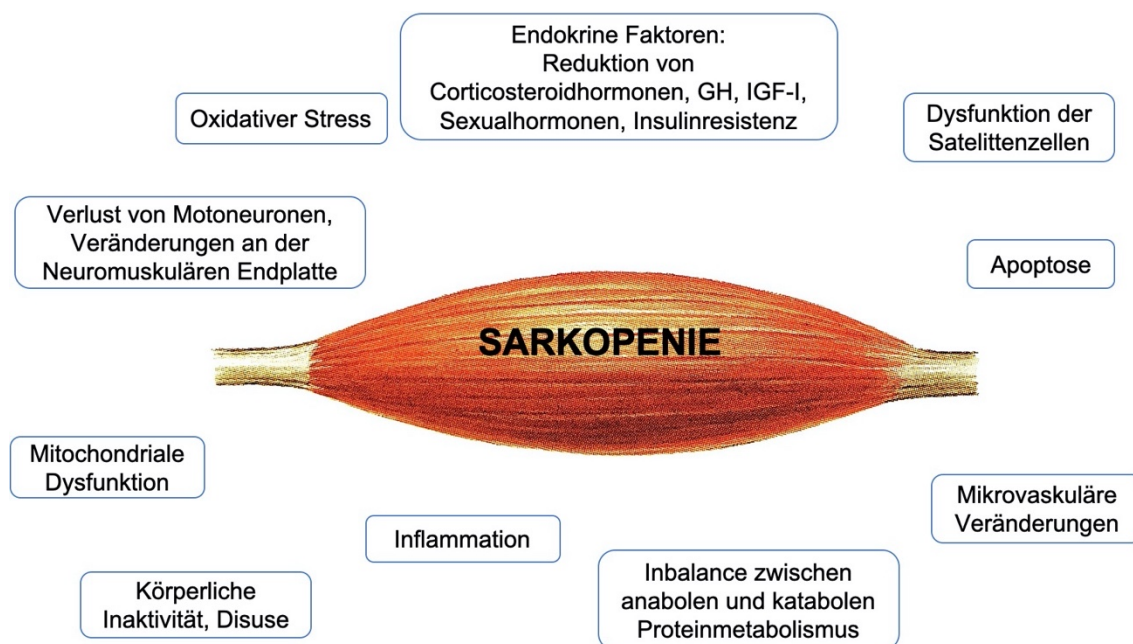 Endokrine Faktoren:
Reduktion von
Corticosteroidhormonen, GH, IGF-I,
Sexualhormonen, Insulinresistenz
Oxidativer Stress
Dysfunktion der
Satelittenzellen
Verlust von Motoneuronen,
Veränderungen an der
Neuromuskulären Endplatte
Apoptose
SARKOPENIE
Mitochondriale
Dysfunktion
Mikrovaskuläre
Veränderungen
Inflammation
Körperliche
Inaktivität, Disuse
Inbalance zwischen
anabolen und katabolen
Proteinmetabolismus